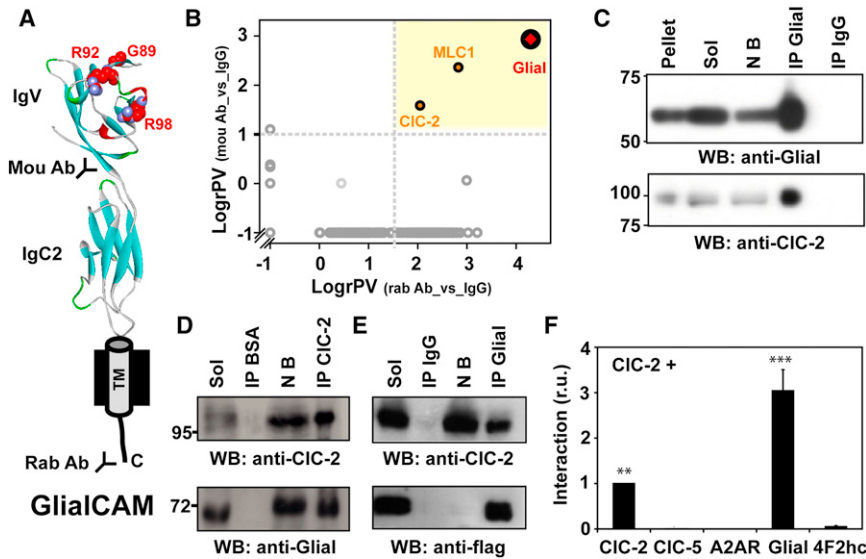 A
R92
G89
IgV
R98
Mou Ab
IgC2
TM
Rab Ab
C
GlialCAM
B
LogrPV (mou Ab_vs_IgG)
3
2
1
0
-1
MLC1
Glial
ClC-2
-1
0
1
2
3
4
LogrPV (rab Ab_vs_IgG)
C
Pellet
Sol
N B
IP Glial
IP IgG
75
50
WB: anti-Glial
100
75
WB: anti-ClC-2
D
Sol
IP BSA
N B
IP ClC-2
95
WB: anti-ClC-2
72
WB: anti-Glial
E
Sol
IP IgG
N B
IP Glial
WB: anti-ClC-2
WB: anti-flag
F
ClC-2 +
Interaction (r.u.)
4
3
2
1
0
**
***
ClC-2 ClC-5 A2AR Glial 4F2hc